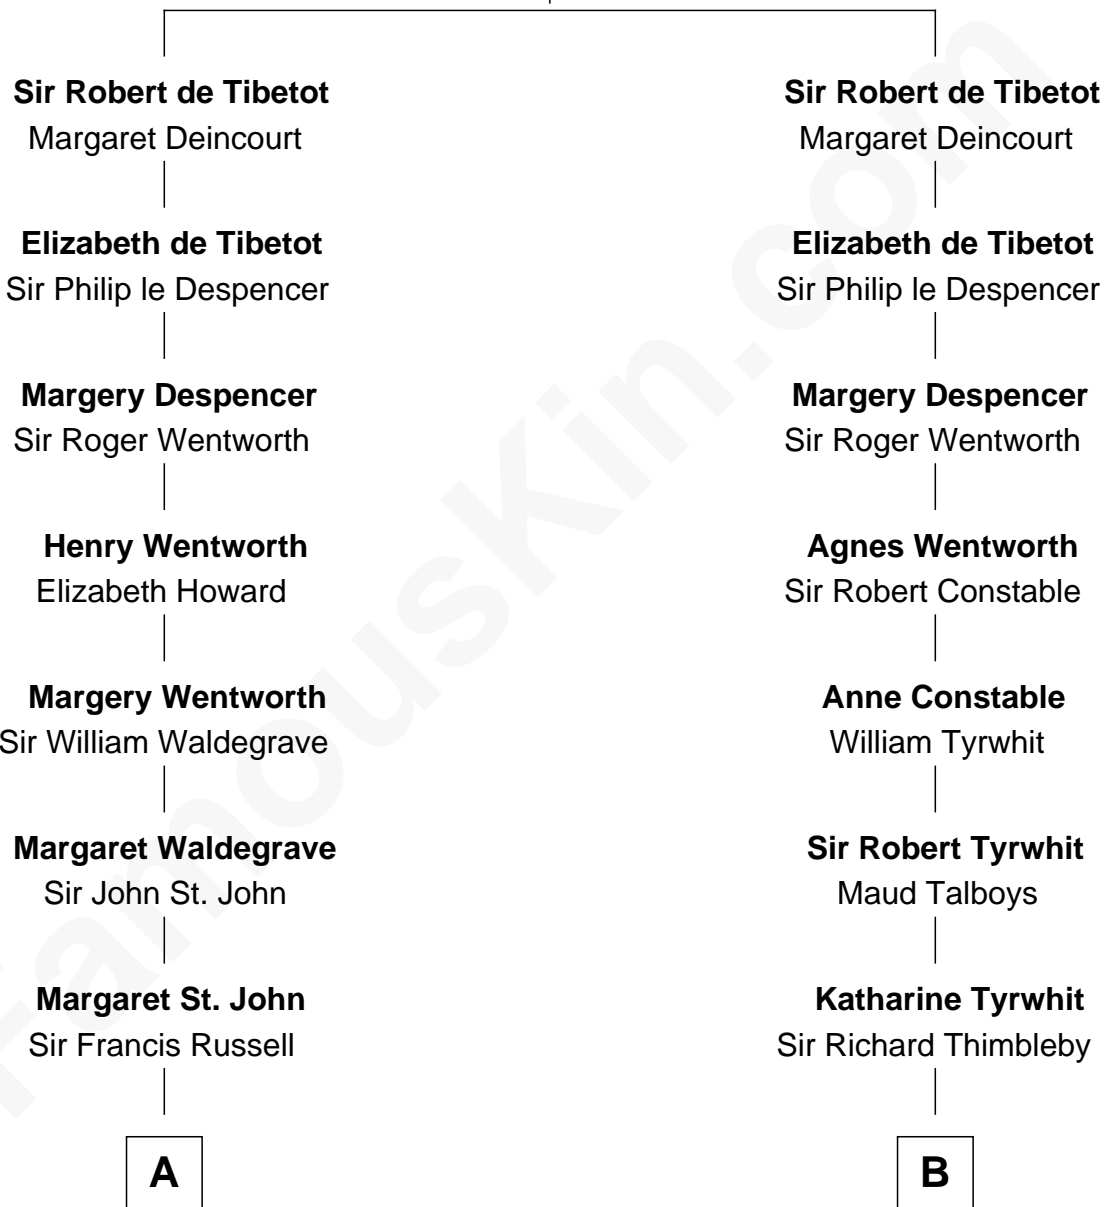 Sir Robert de Tibetot
Margaret Deincourt
Elizabeth de Tibetot
Sir Philip le Despencer
Margery Despencer
Sir Roger Wentworth
Henry Wentworth
Elizabeth Howard
Margery Wentworth
Sir William Waldegrave
Margaret Waldegrave
Sir John St. John
Margaret St. John
Sir Francis Russell
A
Sir Robert de Tibetot
Margaret Deincourt
Elizabeth de Tibetot
Sir Philip le Despencer
Margery Despencer
Sir Roger Wentworth
Agnes Wentworth
Sir Robert Constable
Anne Constable
William Tyrwhit
Sir Robert Tyrwhit
Maud Talboys
Katharine Tyrwhit
Sir Richard Thimbleby
B
FamousKin.com